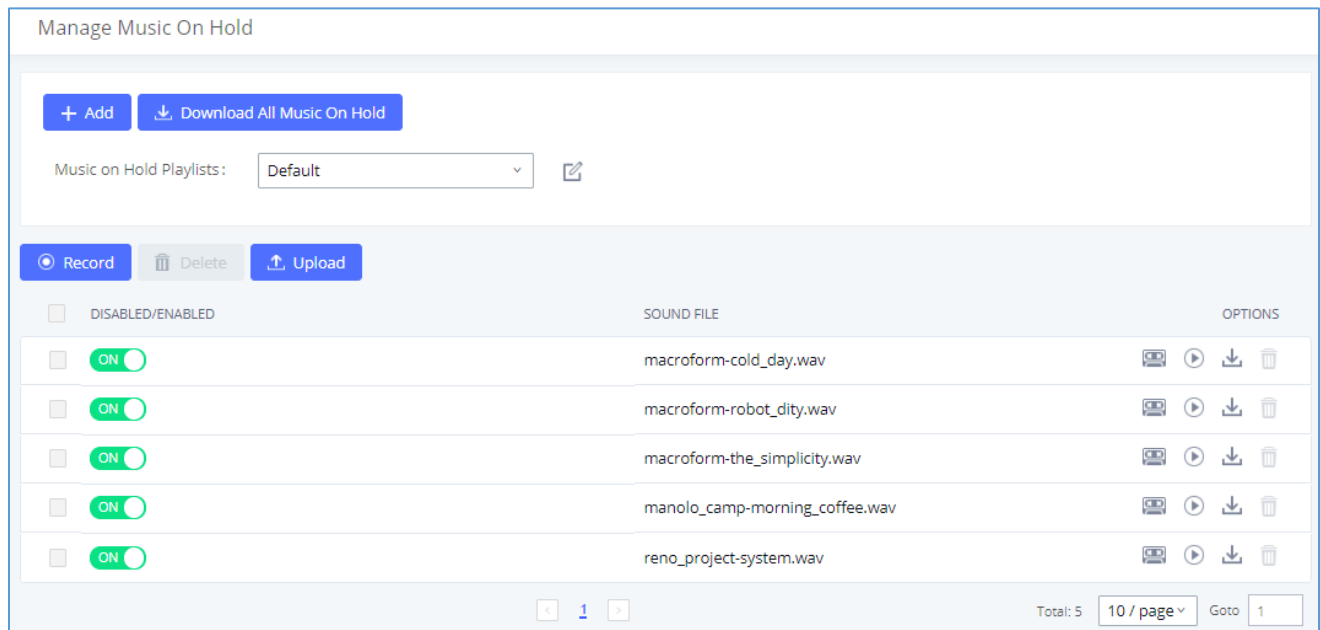 Manage Music On Hold
+ Add Download All Music On Hold
Music on Hold Playlists: Default
Record Delete Upload
DISABLED/ENABLED SOUND FILE OPTIONS
ON macroform-cold_day.wav
ON macroform-robot_dity.wav
ON macroform-the_simplicity.wav
ON manolo_camp-morning_coffee.wav
ON reno_project-system.wav
< 1 > Total: 5 10 / page Goto 1